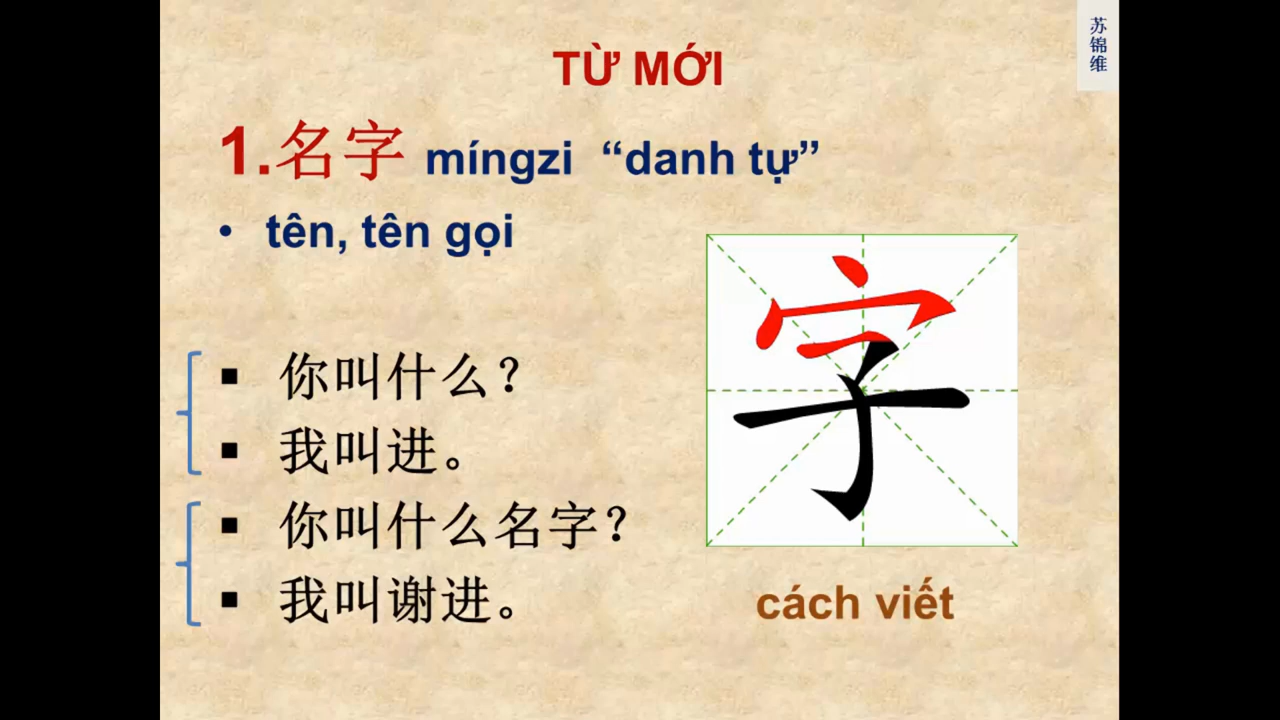 苏锦维
TỪ MỚI
1.名字 míngzi “danh tự”
• tên, tên gọi
▪ 你叫什么？
▪ 我叫进。
▪ 你叫什么名字？
▪ 我叫谢进。
字
cách viết